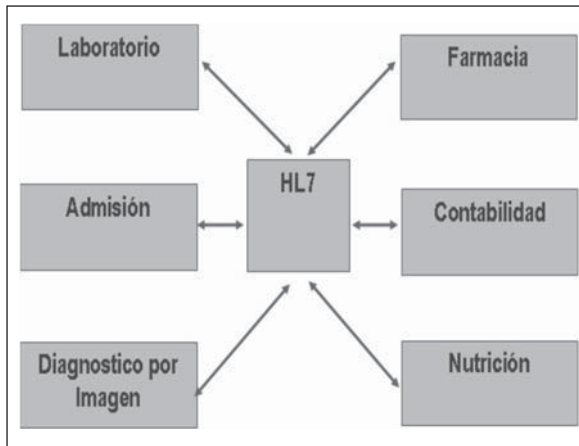 Laboratorio
Farmacia
HL7
Admisión
Contabilidad
Diagnostico por
Imagen
Nutrición